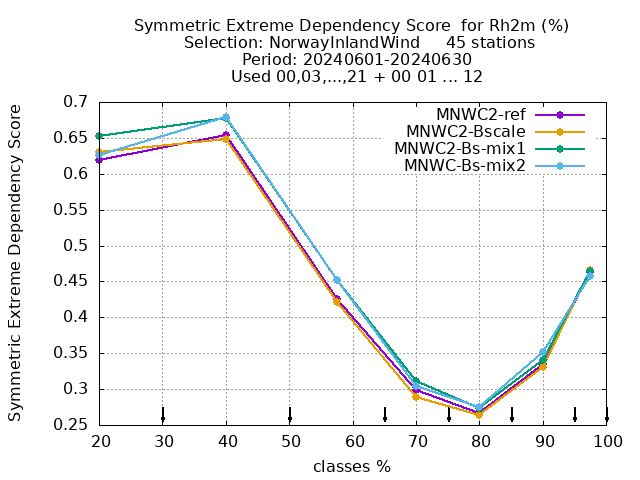 Symmetric Extreme Dependency Score  for Rh2m (%)
Selection: NorwayInlandWind     45 stations
Period: 20240601-20240630
Used 00,03,...,21 + 00 01 ... 12
Symmetric Extreme Dependency Score
0.7
0.65
0.6
0.55
0.5
0.45
0.4
0.35
0.3
0.25
MNWC2-ref
MNWC2-Bscale
MNWC2-Bs-mix1
MNWC-Bs-mix2
20 30 40 50 60 70 80 90 100
classes %